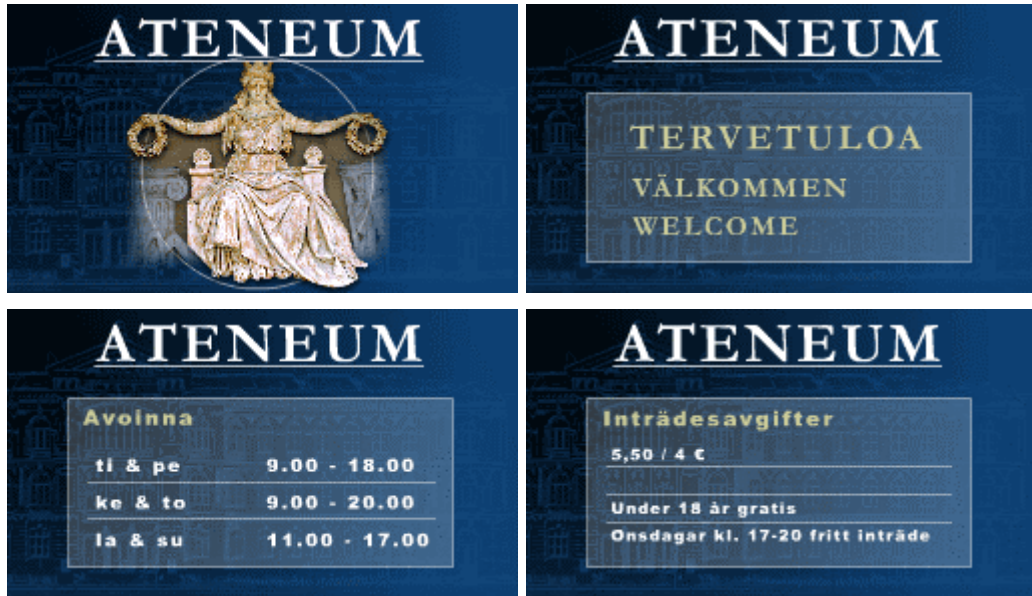 ATENEUM
ATENEUM
TERVETULOA
VÄLKOMMEN
WELCOME
ATENEUM
Avoinna
ti & pe 9.00 - 18.00
ke & to 9.00 - 20.00
la & su 11.00 - 17.00
ATENEUM
Inträdesavgifter
5,50 / 4 €
Under 18 år gratis
Onsdagar kl. 17-20 fritt inträde